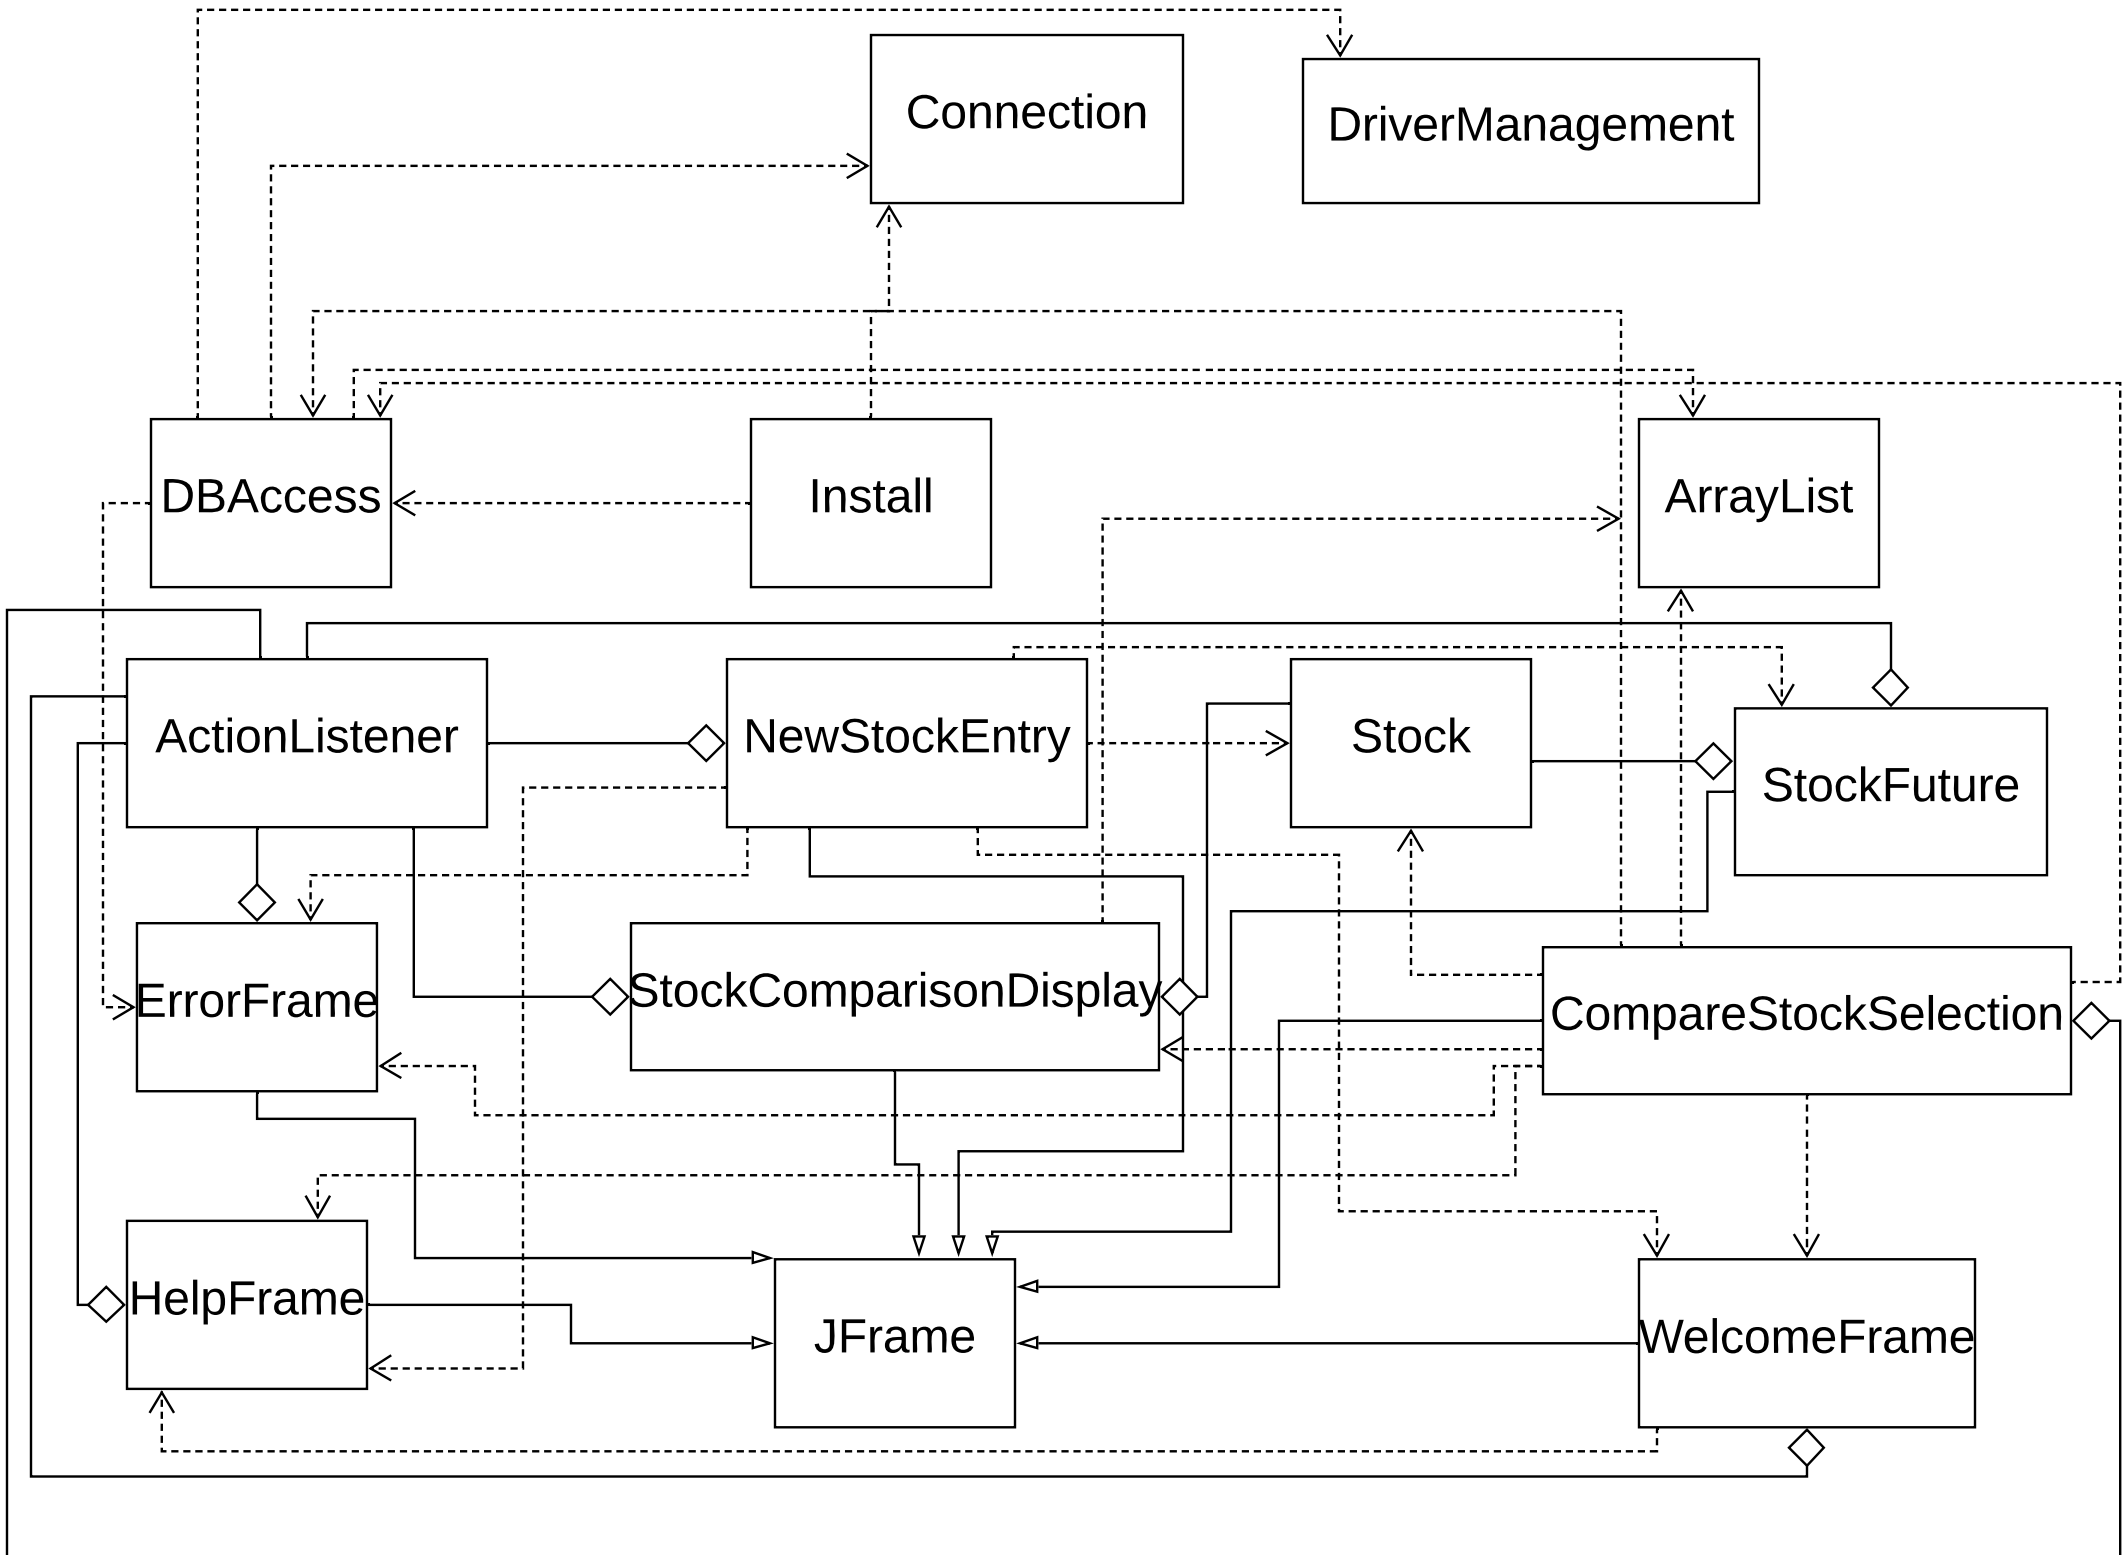 Connection
DriverManagement
DBAccess
Install
ArrayList
ActionListener
NewStockEntry
Stock
StockFuture
ErrorFrame
StockComparisonDisplay
CompareStockSelection
HelpFrame
JFrame
WelcomeFrame